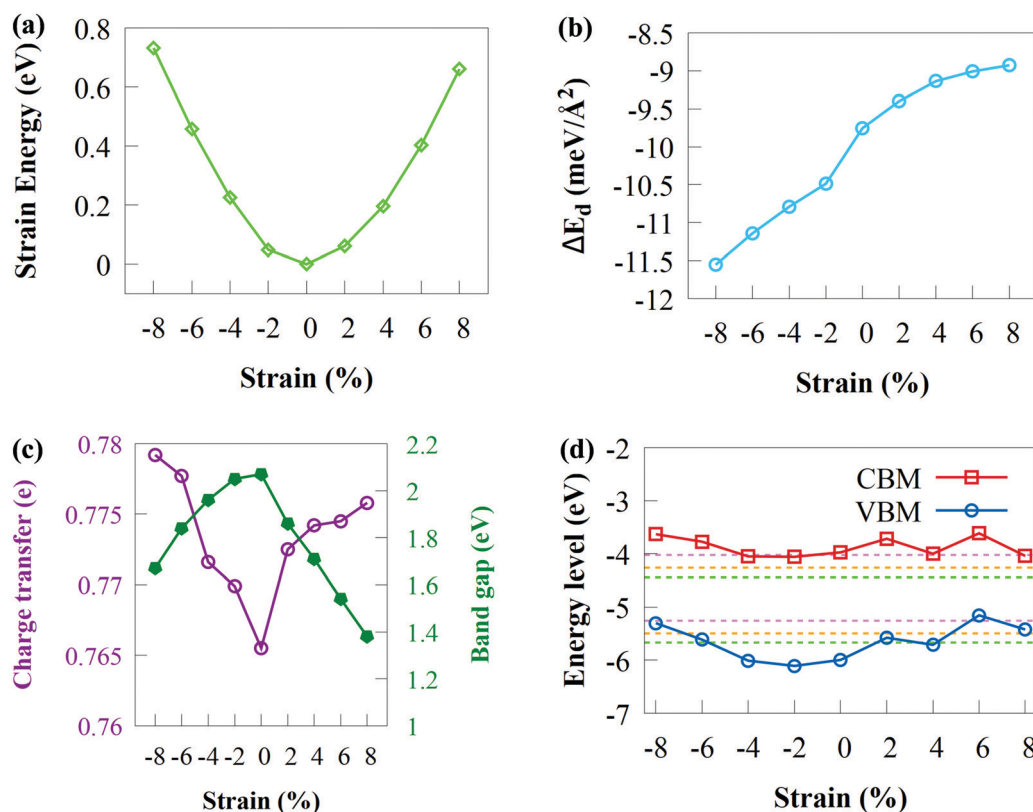 (a)
Strain Energy (eV)
0.8
0.6
0.4
0.2
0
-8 -6 -4 -2 0 2 4 6 8
Strain (%)
(b)
ΔE_d (meV/Å²)
-8.5
-9
-9.5
-10
-10.5
-11
-11.5
-12
-8 -6 -4 -2 0 2 4 6 8
Strain (%)
(c)
Charge transfer (e)
0.78
0.775
0.77
0.765
0.76
2.2
2
1.8
1.6
1.4
1.2
1
Band gap (eV)
-8 -6 -4 -2 0 2 4 6 8
Strain (%)
(d)
Energy level (eV)
-2
-3
-4
-5
-6
-7
CBM
VBM
-8 -6 -4 -2 0 2 4 6 8
Strain (%)